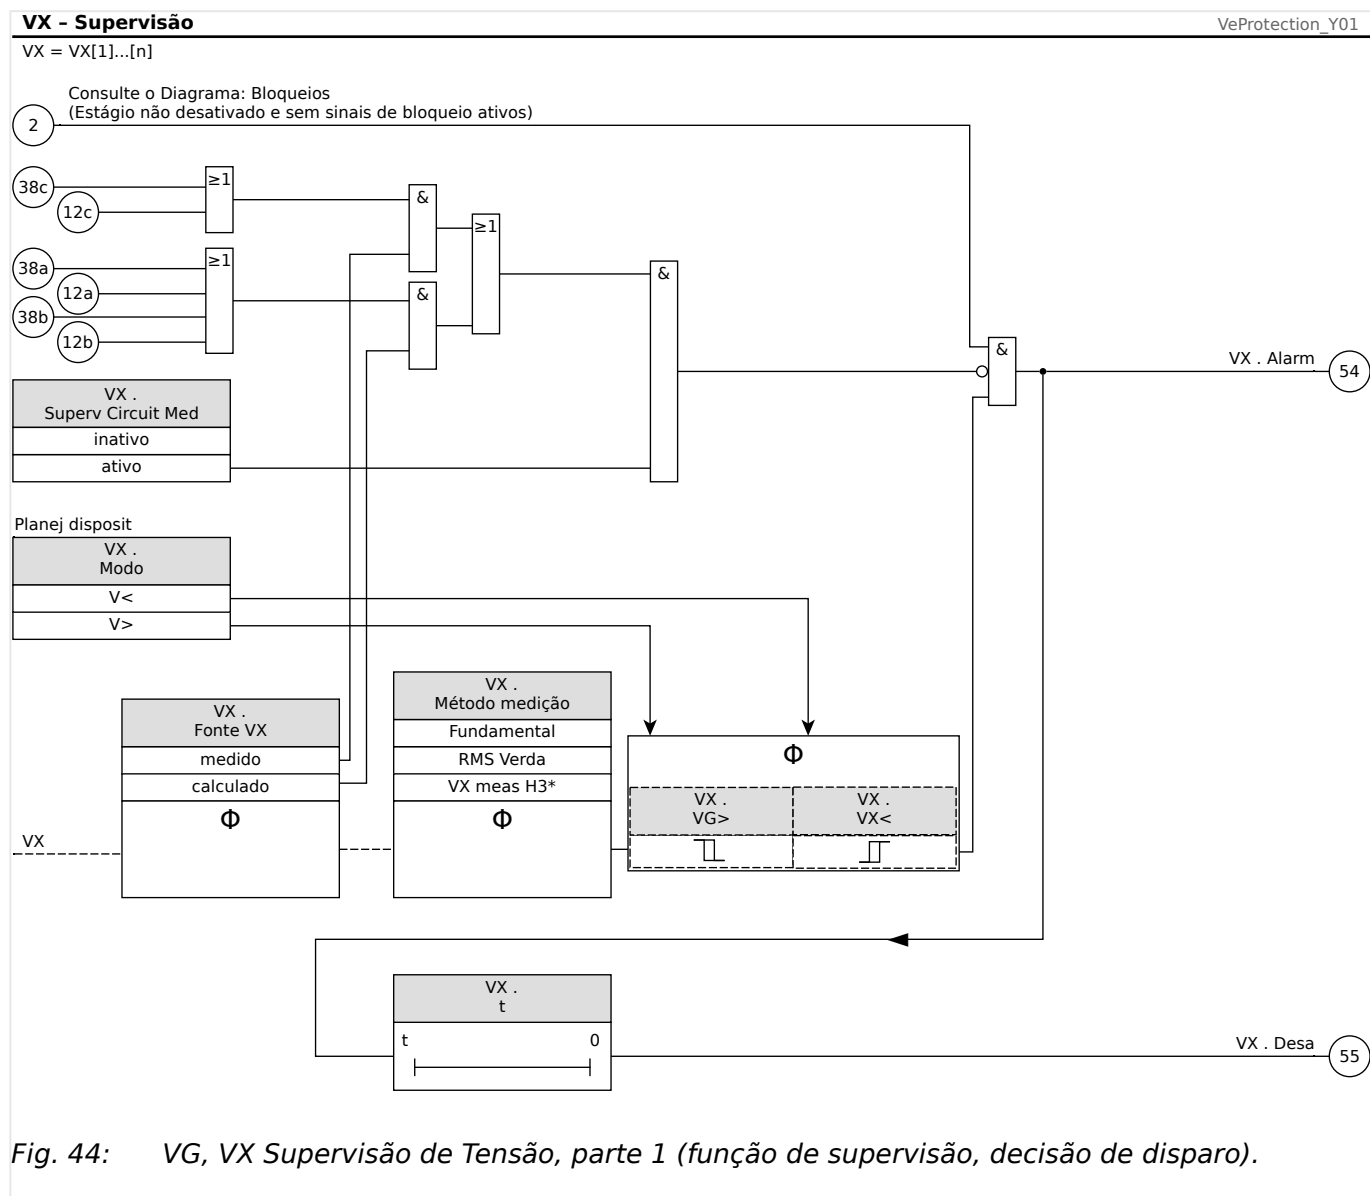 VX – Supervisão
VeProtection_Y01
VX = VX[1]...[n]
Consulte o Diagrama: Bloqueios
(Estágio não desativado e sem sinais de bloqueio ativos)
2
38c
12c
≥1
&
≥1
38a
12a
38b
12b
≥1
&
&
&
VX . Alarm
54
VX .
Superv Circuit Med
inativo
ativo
Planej disposit
VX .
Modo
V<
V>
VX .
Fonte VX
medido
calculado
Φ
VX
VX .
Método medição
Fundamental
RMS Verda
VX meas H3*
Φ
Φ
VX .
VG>
VX .
VX<
VX .
t
t
0
VX . Desa
55
Fig. 44: VG, VX Supervisão de Tensão, parte 1 (função de supervisão, decisão de disparo).